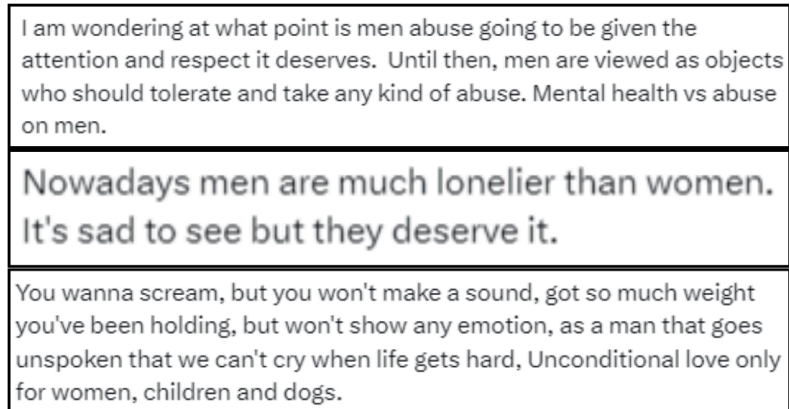 I am wondering at what point is men abuse going to be given the
attention and respect it deserves. Until then, men are viewed as objects
who should tolerate and take any kind of abuse. Mental health vs abuse
on men.
Nowadays men are much lonelier than women.
It's sad to see but they deserve it.
You wanna scream, but you won't make a sound, got so much weight
you've been holding, but won't show any emotion, as a man that goes
unspoken that we can't cry when life gets hard, Unconditional love only
for women, children and dogs.